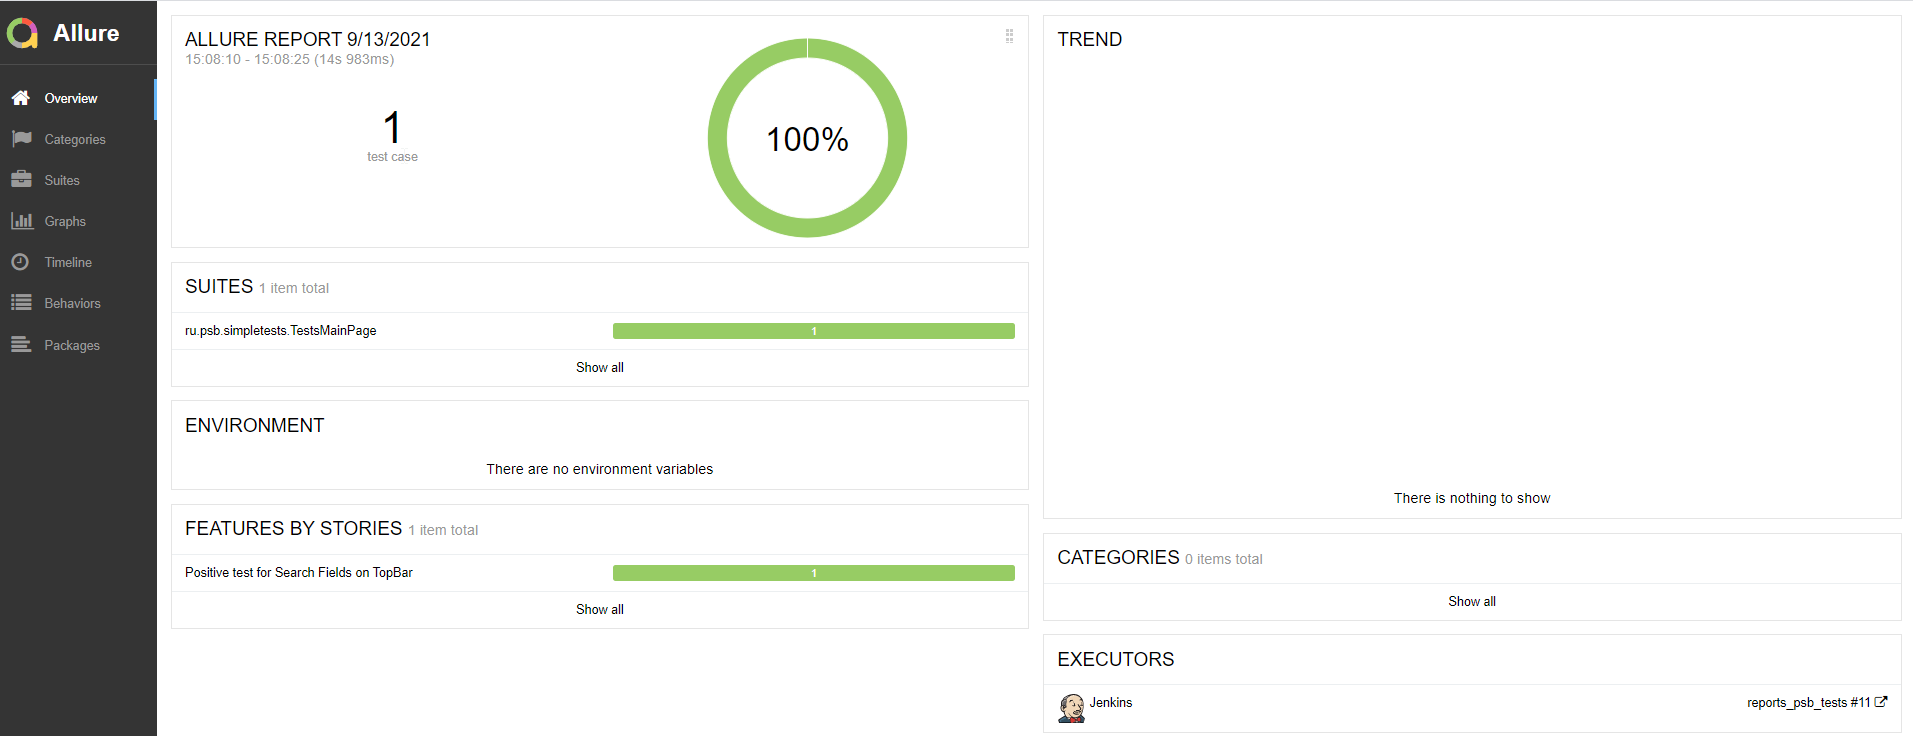 Allure
Overview
Categories
Suites
Graphs
Timeline
Behaviors
Packages
ALLURE REPORT 9/13/2021
15:08:10 - 15:08:25 (14s 983ms)
1
test case
100%
SUITES 1 item total
ru.psb.simpletests.TestsMainPage 1
Show all
ENVIRONMENT
There are no environment variables
FEATURES BY STORIES 1 item total
Positive test for Search Fields on TopBar 1
Show all
TREND
There is nothing to show
CATEGORIES 0 items total
Show all
EXECUTORS
Jenkins reports_psb_tests #11